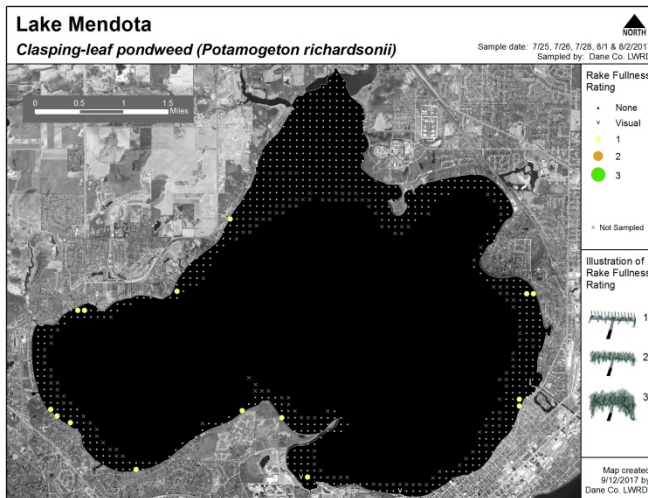 Lake Mendota
Clasping-leaf pondweed (Potamogeton richardsonii)
NORTH
Sample date: 7/25, 7/26, 7/28, 8/1 & 8/2/2017
Sampled by: Dane Co. LWRD
0 0.5 1 1.5
Miles
Rake Fullness
Rating
None
Visual
1
2
3
× Not Sampled
Illustration of
Rake Fullness
Rating
1
2
3
Map created
9/12/2017 by
Dane Co. LWRD